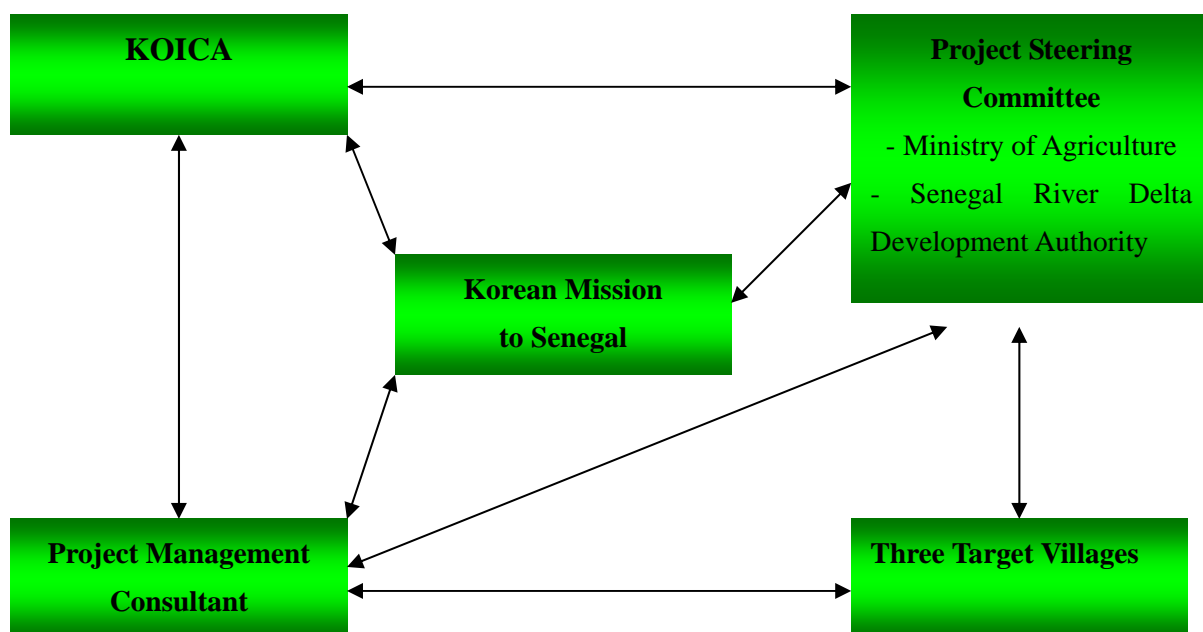 KOICA
Project Steering
Committee
- Ministry of Agriculture
- Senegal River Delta
Development Authority
Korean Mission
to Senegal
Project Management
Consultant
Three Target Villages